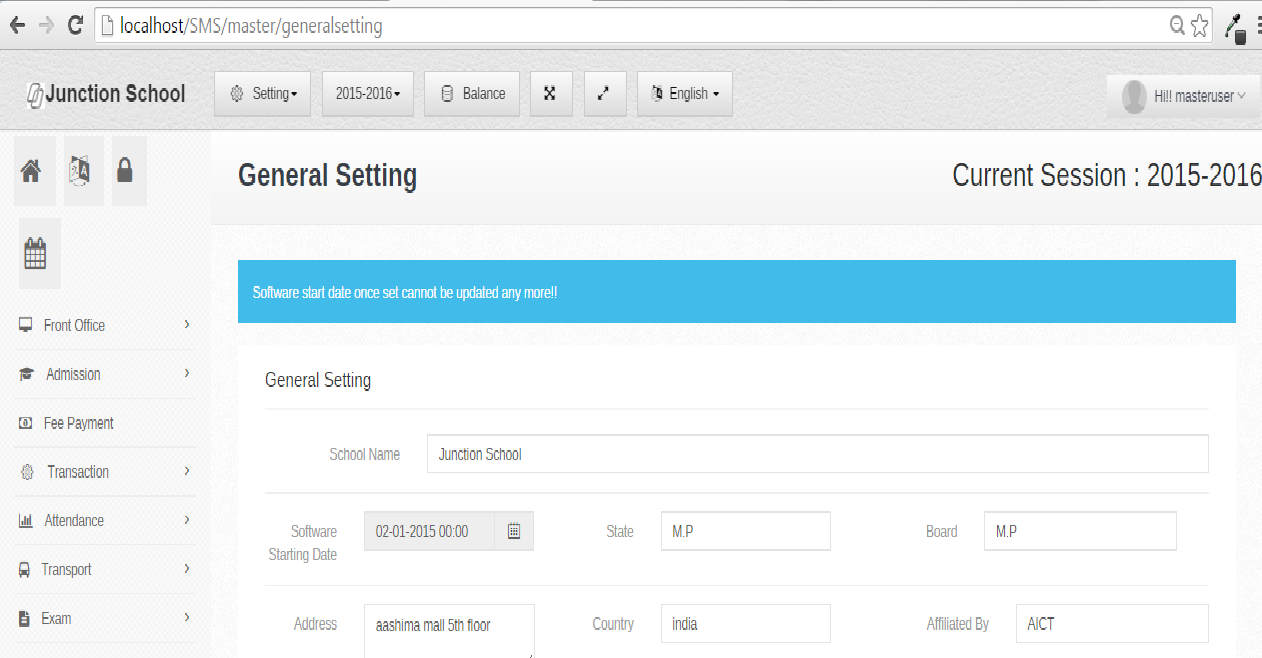 localhost/SMS/master/generalsetting
Junction School Setting 2015-2016 Balance English Hi!! masteruser
General Setting Current Session : 2015-2016
Software start date once set cannot be updated any more!!
Front Office
Admission
Fee Payment
Transaction
Attendance
Transport
Exam
General Setting
School Name Junction School
Software Starting Date 02-01-2015 00:00 State M.P Board M.P
Address aashima mall 5th floor Country india Affiliated By AICT